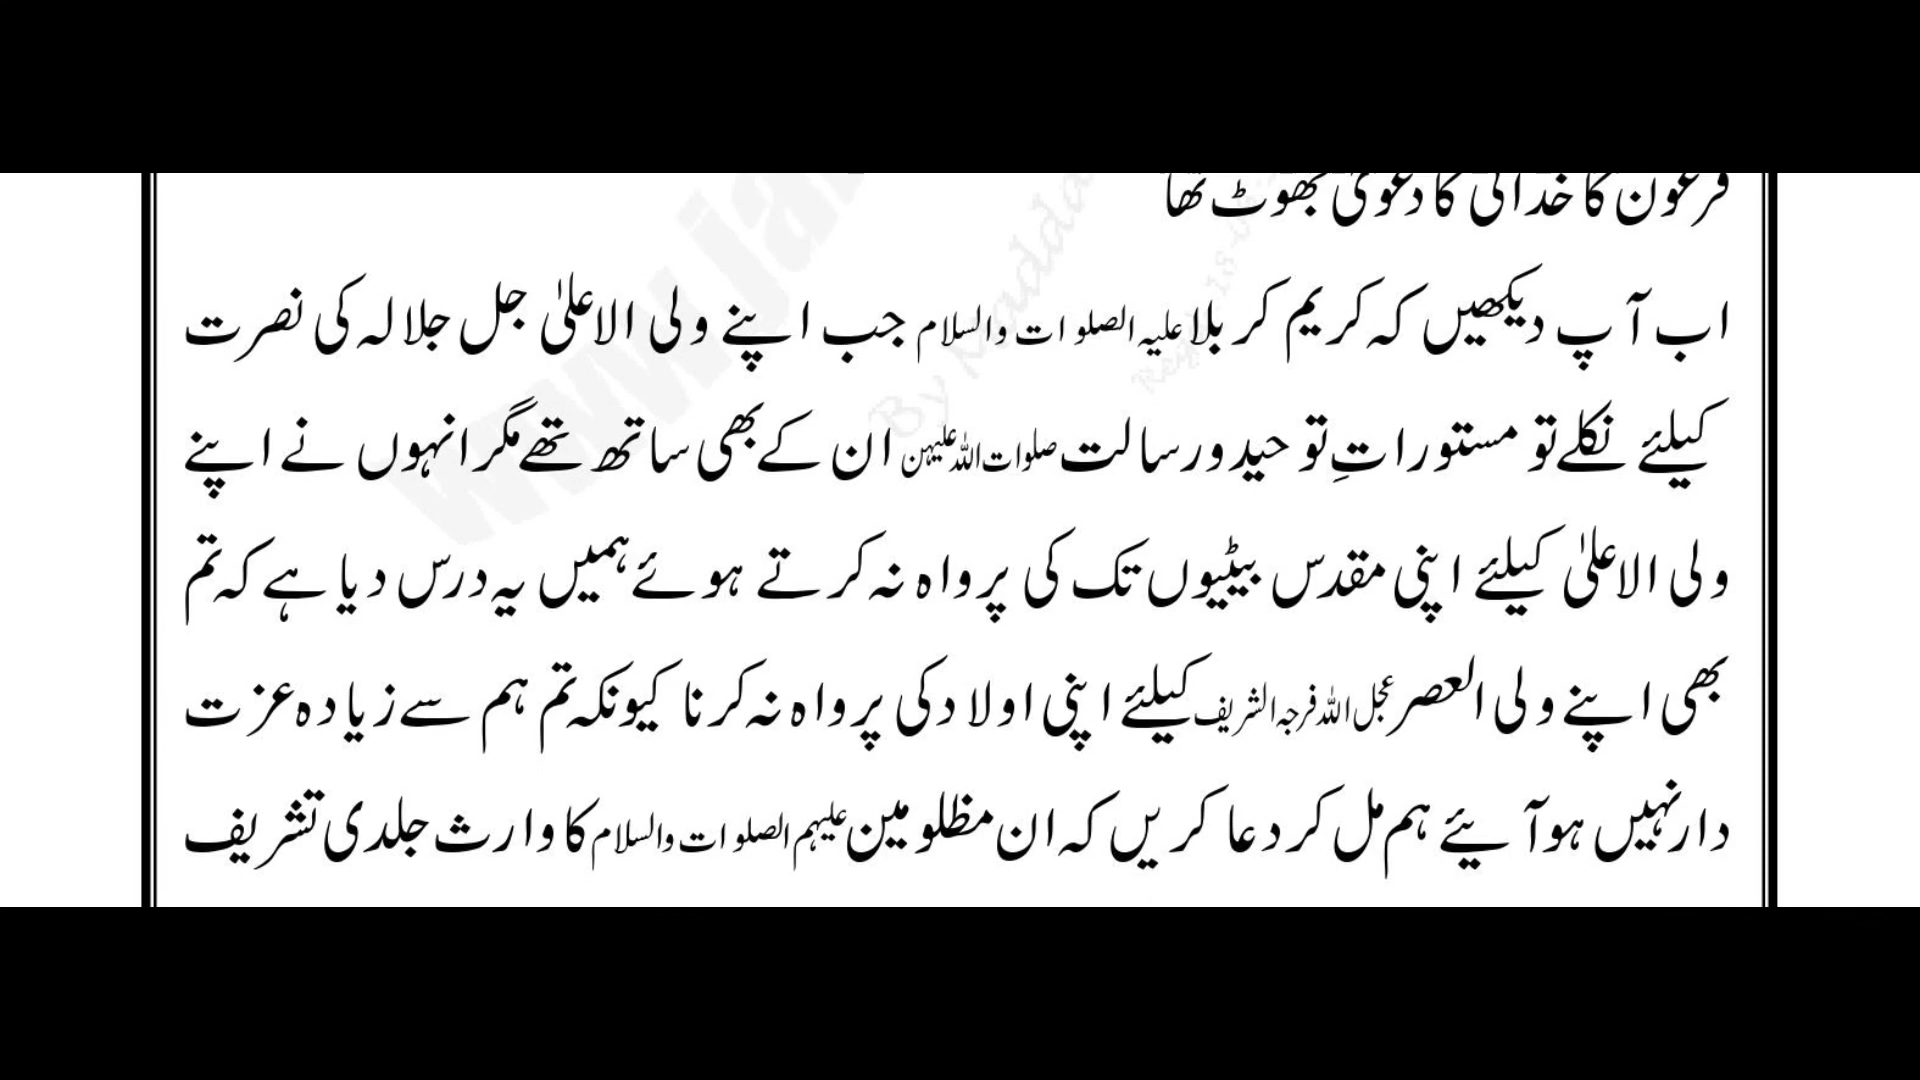 فرعون کا خدائی کا دعویٰ جھوٹ تھا
اب آپ دیکھیں کہ کریم کربلا علیہ الصلوات والسلام جب اپنے ولی الاعلیٰ جل جلالہ کی نصرت
کیلئے نکلے تو مستوراتِ توحید و رسالت صلوات اللہ علیہن ان کے بھی ساتھ تھے مگر انہوں نے اپنے
ولی الاعلیٰ کیلئے اپنی مقدس بیٹیوں تک کی پرواہ نہ کرتے ہوئے ہمیں یہ درس دیا ہے کہ تم
بھی اپنے ولی العصر عجل اللہ فرجہ الشریف کیلئے اپنی اولاد کی پرواہ نہ کرنا کیونکہ تم ہم سے زیادہ عزت
دار نہیں ہو آیئے ہم مل کر دعا کریں کہ ان مظلومین علیہم الصلوات والسلام کا وارث جلدی تشریف